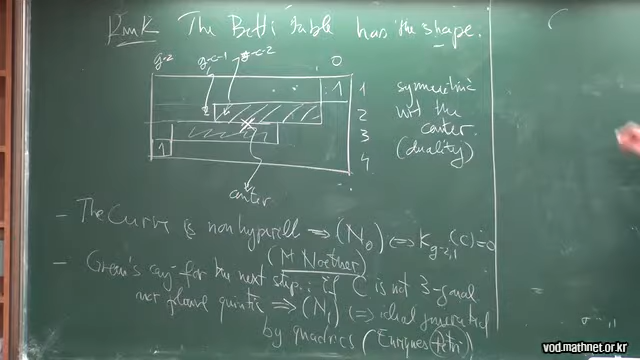 Rmk The Betti table has the shape.
g-2 g-c-1 g-c-2 0
1 1 symmetric
2 wrt the
3 center.
1 4 (duality)
center
- The Curve is non hyperell ⇒ (N₀) ⇔ K_{g-2,1}(C)=0
(M Noether)
- Green's conj for the next step: if C is not 3-gonal
not plane quintic ⇒ (N₁) ⇔ ideal generated
by quadrics (Enriques Petri)
vod.mathnet.or.kr